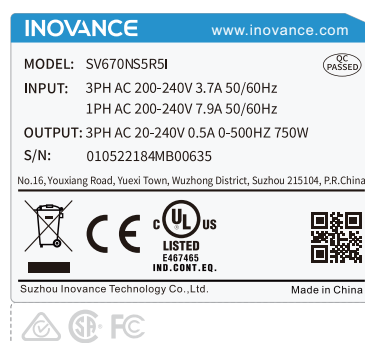 INOVANCE
www.inovance.com
MODEL: SV670NS5R5I
QC
PASSED
INPUT: 3PH AC 200-240V 3.7A 50/60Hz
1PH AC 200-240V 7.9A 50/60Hz
OUTPUT: 3PH AC 20-240V 0.5A 0-500HZ 750W
S/N: 010522184MB00635
No.16, Youxiang Road, Yuexi Town, Wuzhong District, Suzhou 215104, P.R.China
CE
C UL US
LISTED
E467465
IND.CONT.EQ.
Suzhou Inovance Technology Co.,Ltd.
Made in China
FC